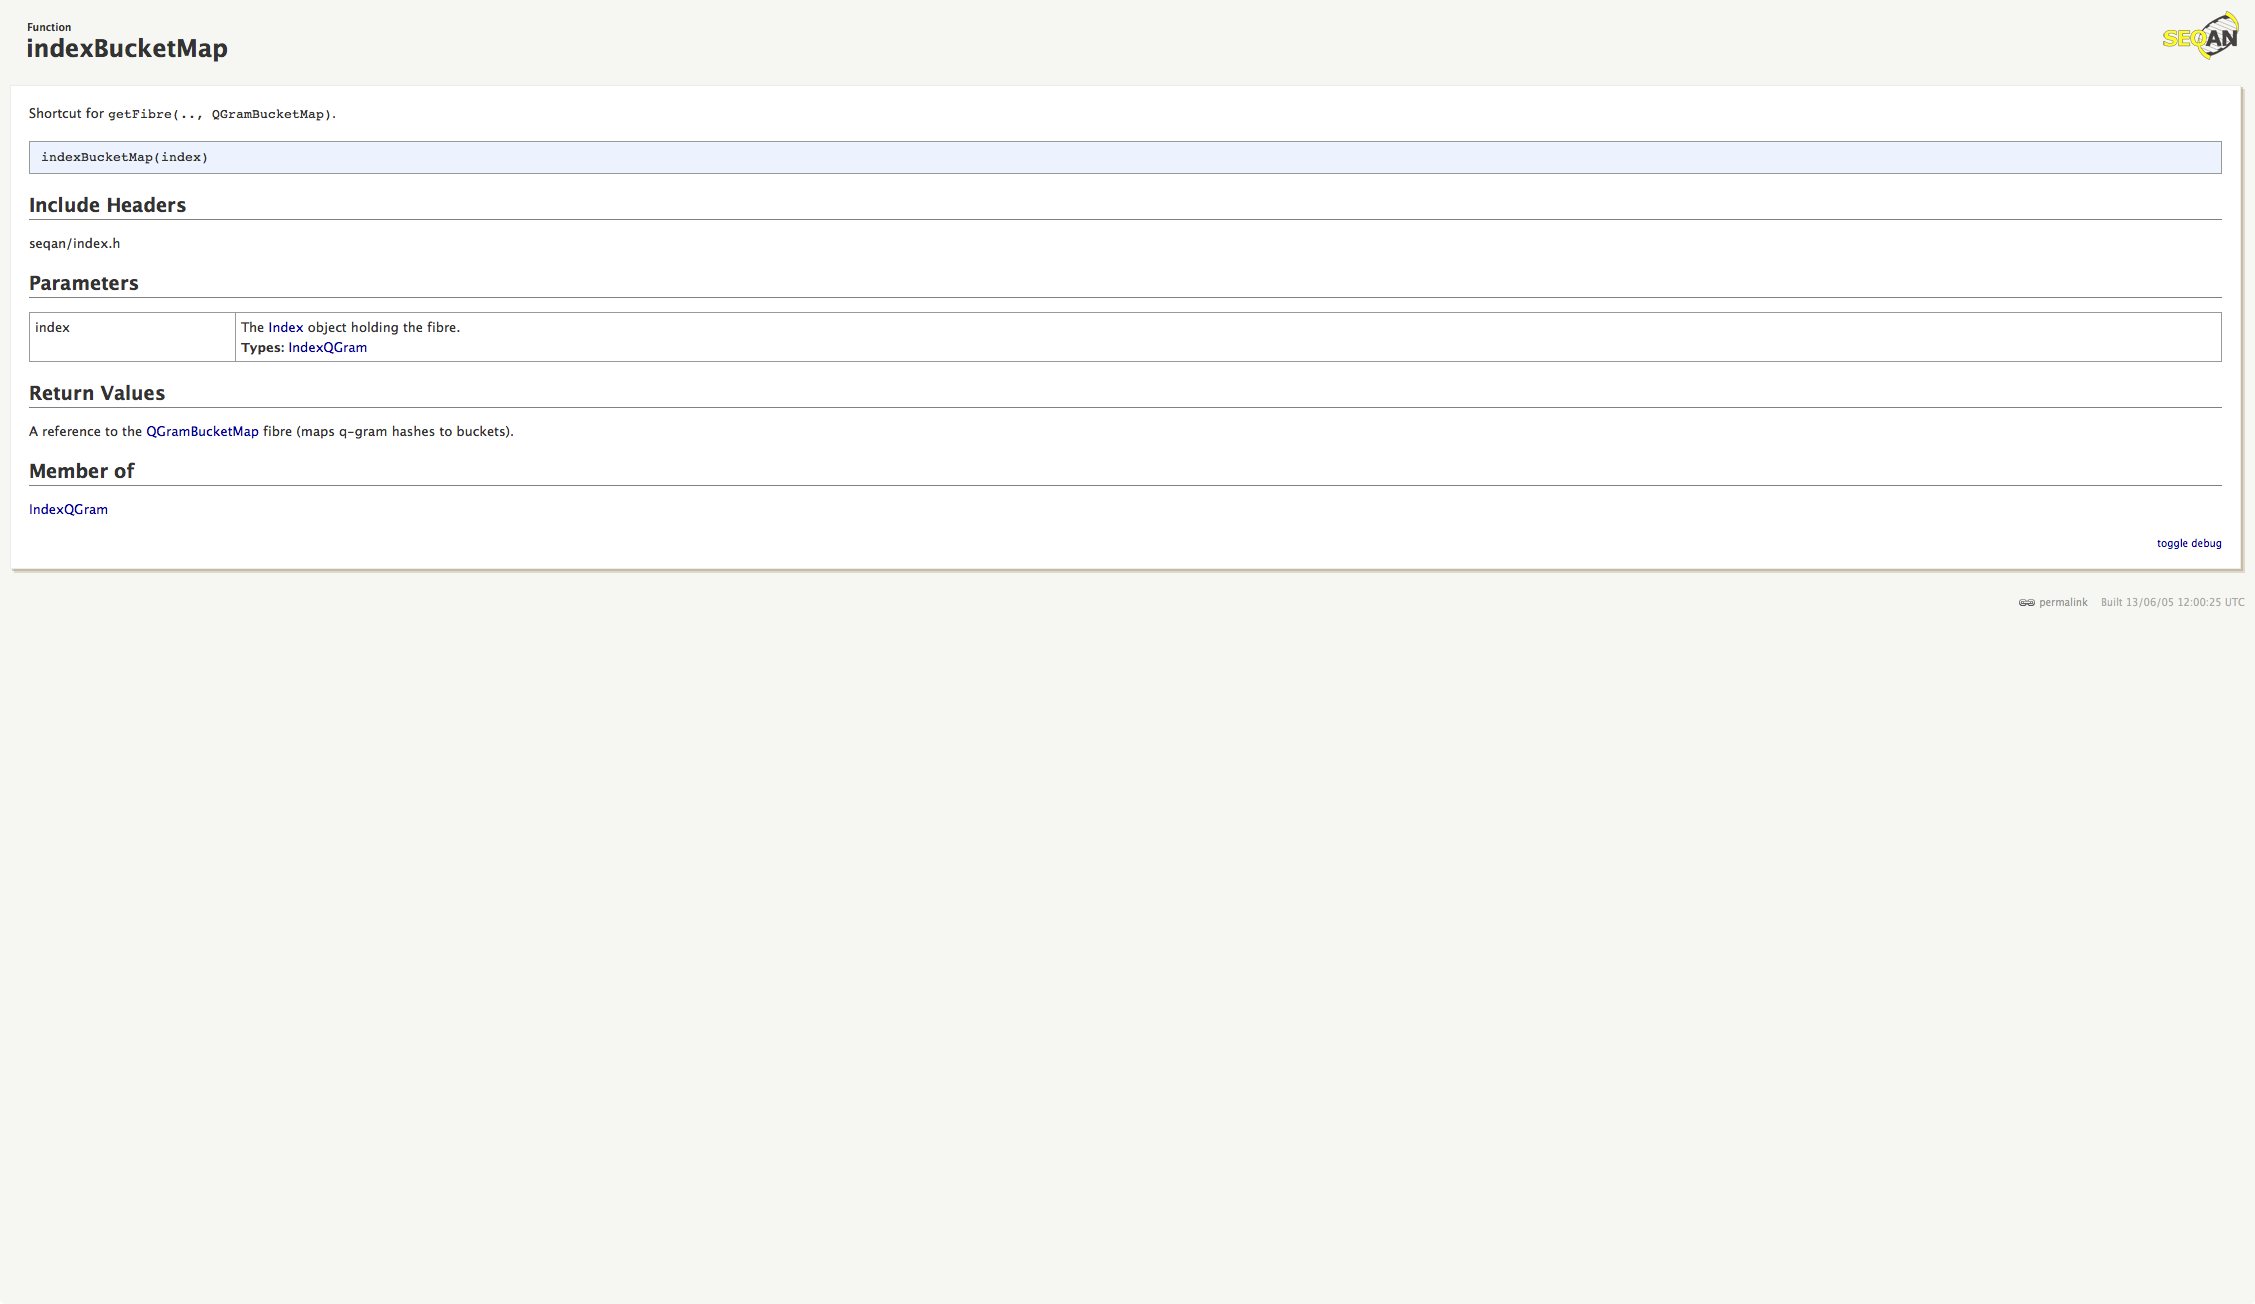 Function
indexBucketMap
SEQAN
Shortcut for getFibre(.., QGramBucketMap).
indexBucketMap(index)
Include Headers
seqan/index.h
Parameters
index
The Index object holding the fibre.
Types: IndexQGram
Return Values
A reference to the QGramBucketMap fibre (maps q-gram hashes to buckets).
Member of
IndexQGram
toggle debug
permalink Built 13/06/05 12:00:25 UTC